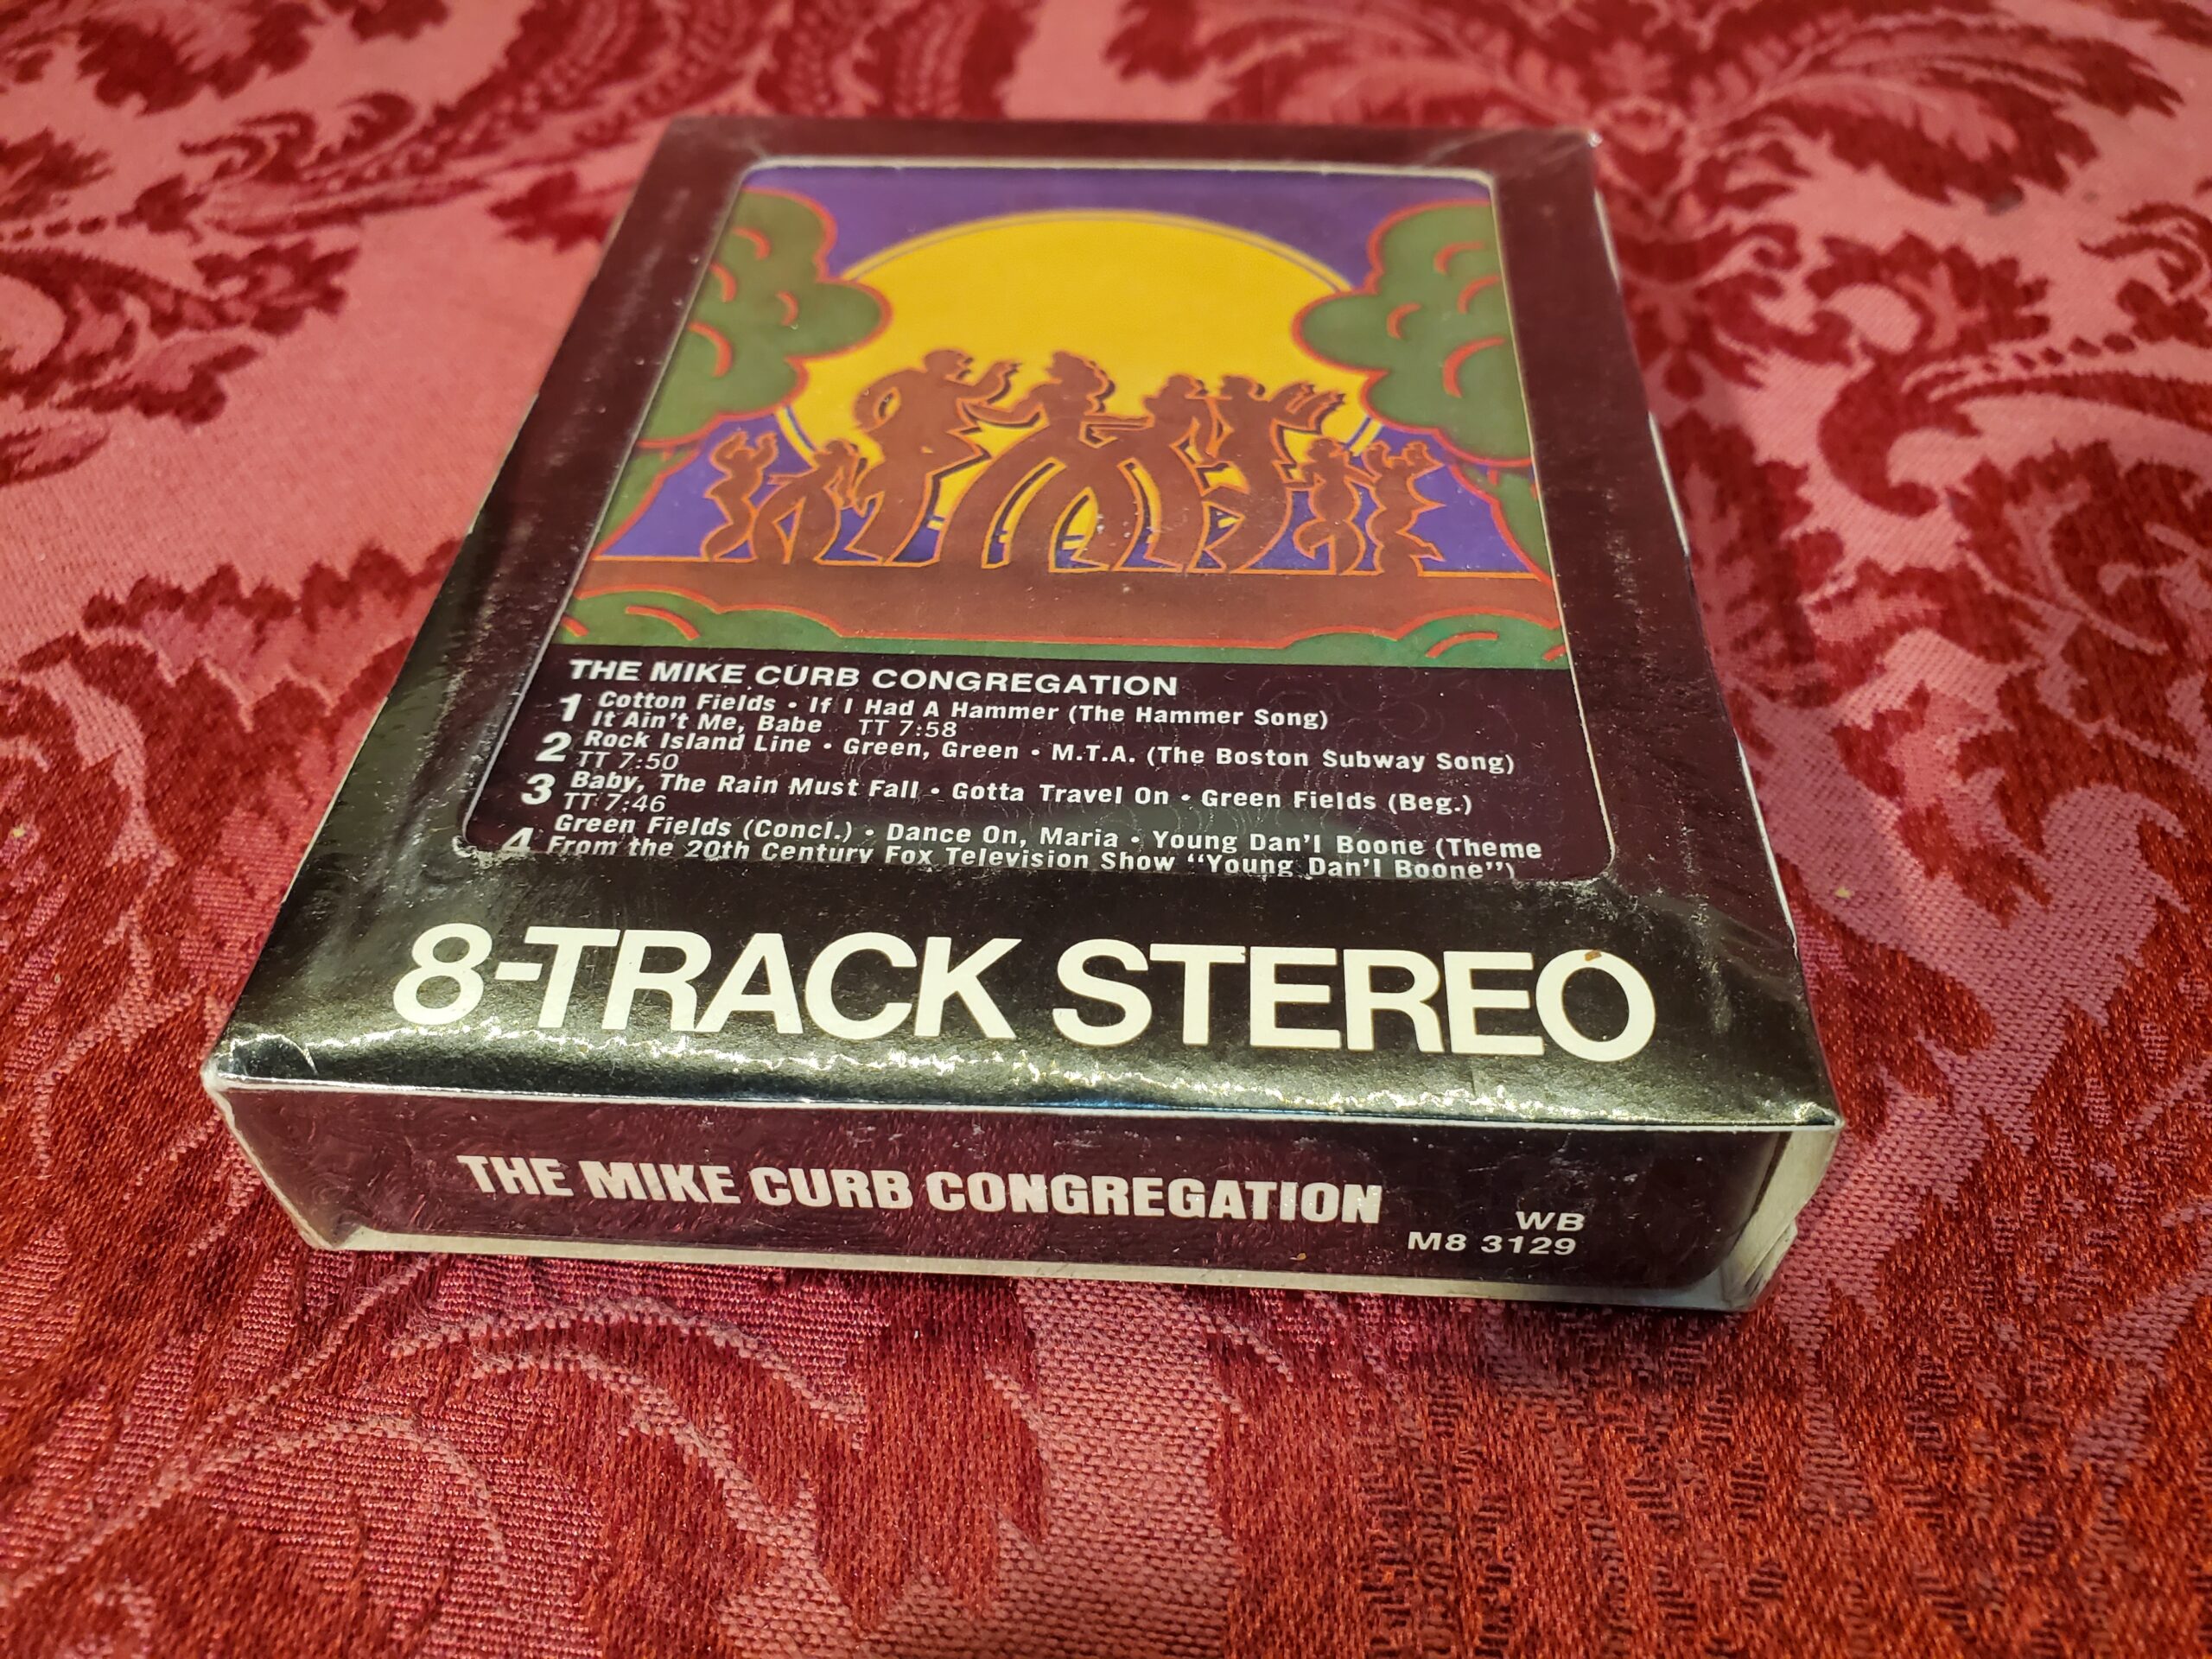 THE MIKE CURB CONGREGATION
1 Cotton Fields • If I Had A Hammer (The Hammer Song)
It Ain't Me, Babe TT 7:58
2 Rock Island Line • Green, Green • M.T.A. (The Boston Subway Song)
TT 7:50
3 Baby, The Rain Must Fall • Gotta Travel On • Green Fields (Beg.)
TT 7:46
4 Green Fields (Concl.) • Dance On, Maria • Young Dan'l Boone (Theme
From the 20th Century Fox Television Show "Young Dan'l Boone")
8-TRACK STEREO
THE MIKE CURB CONGREGATION
WB
M8 3129